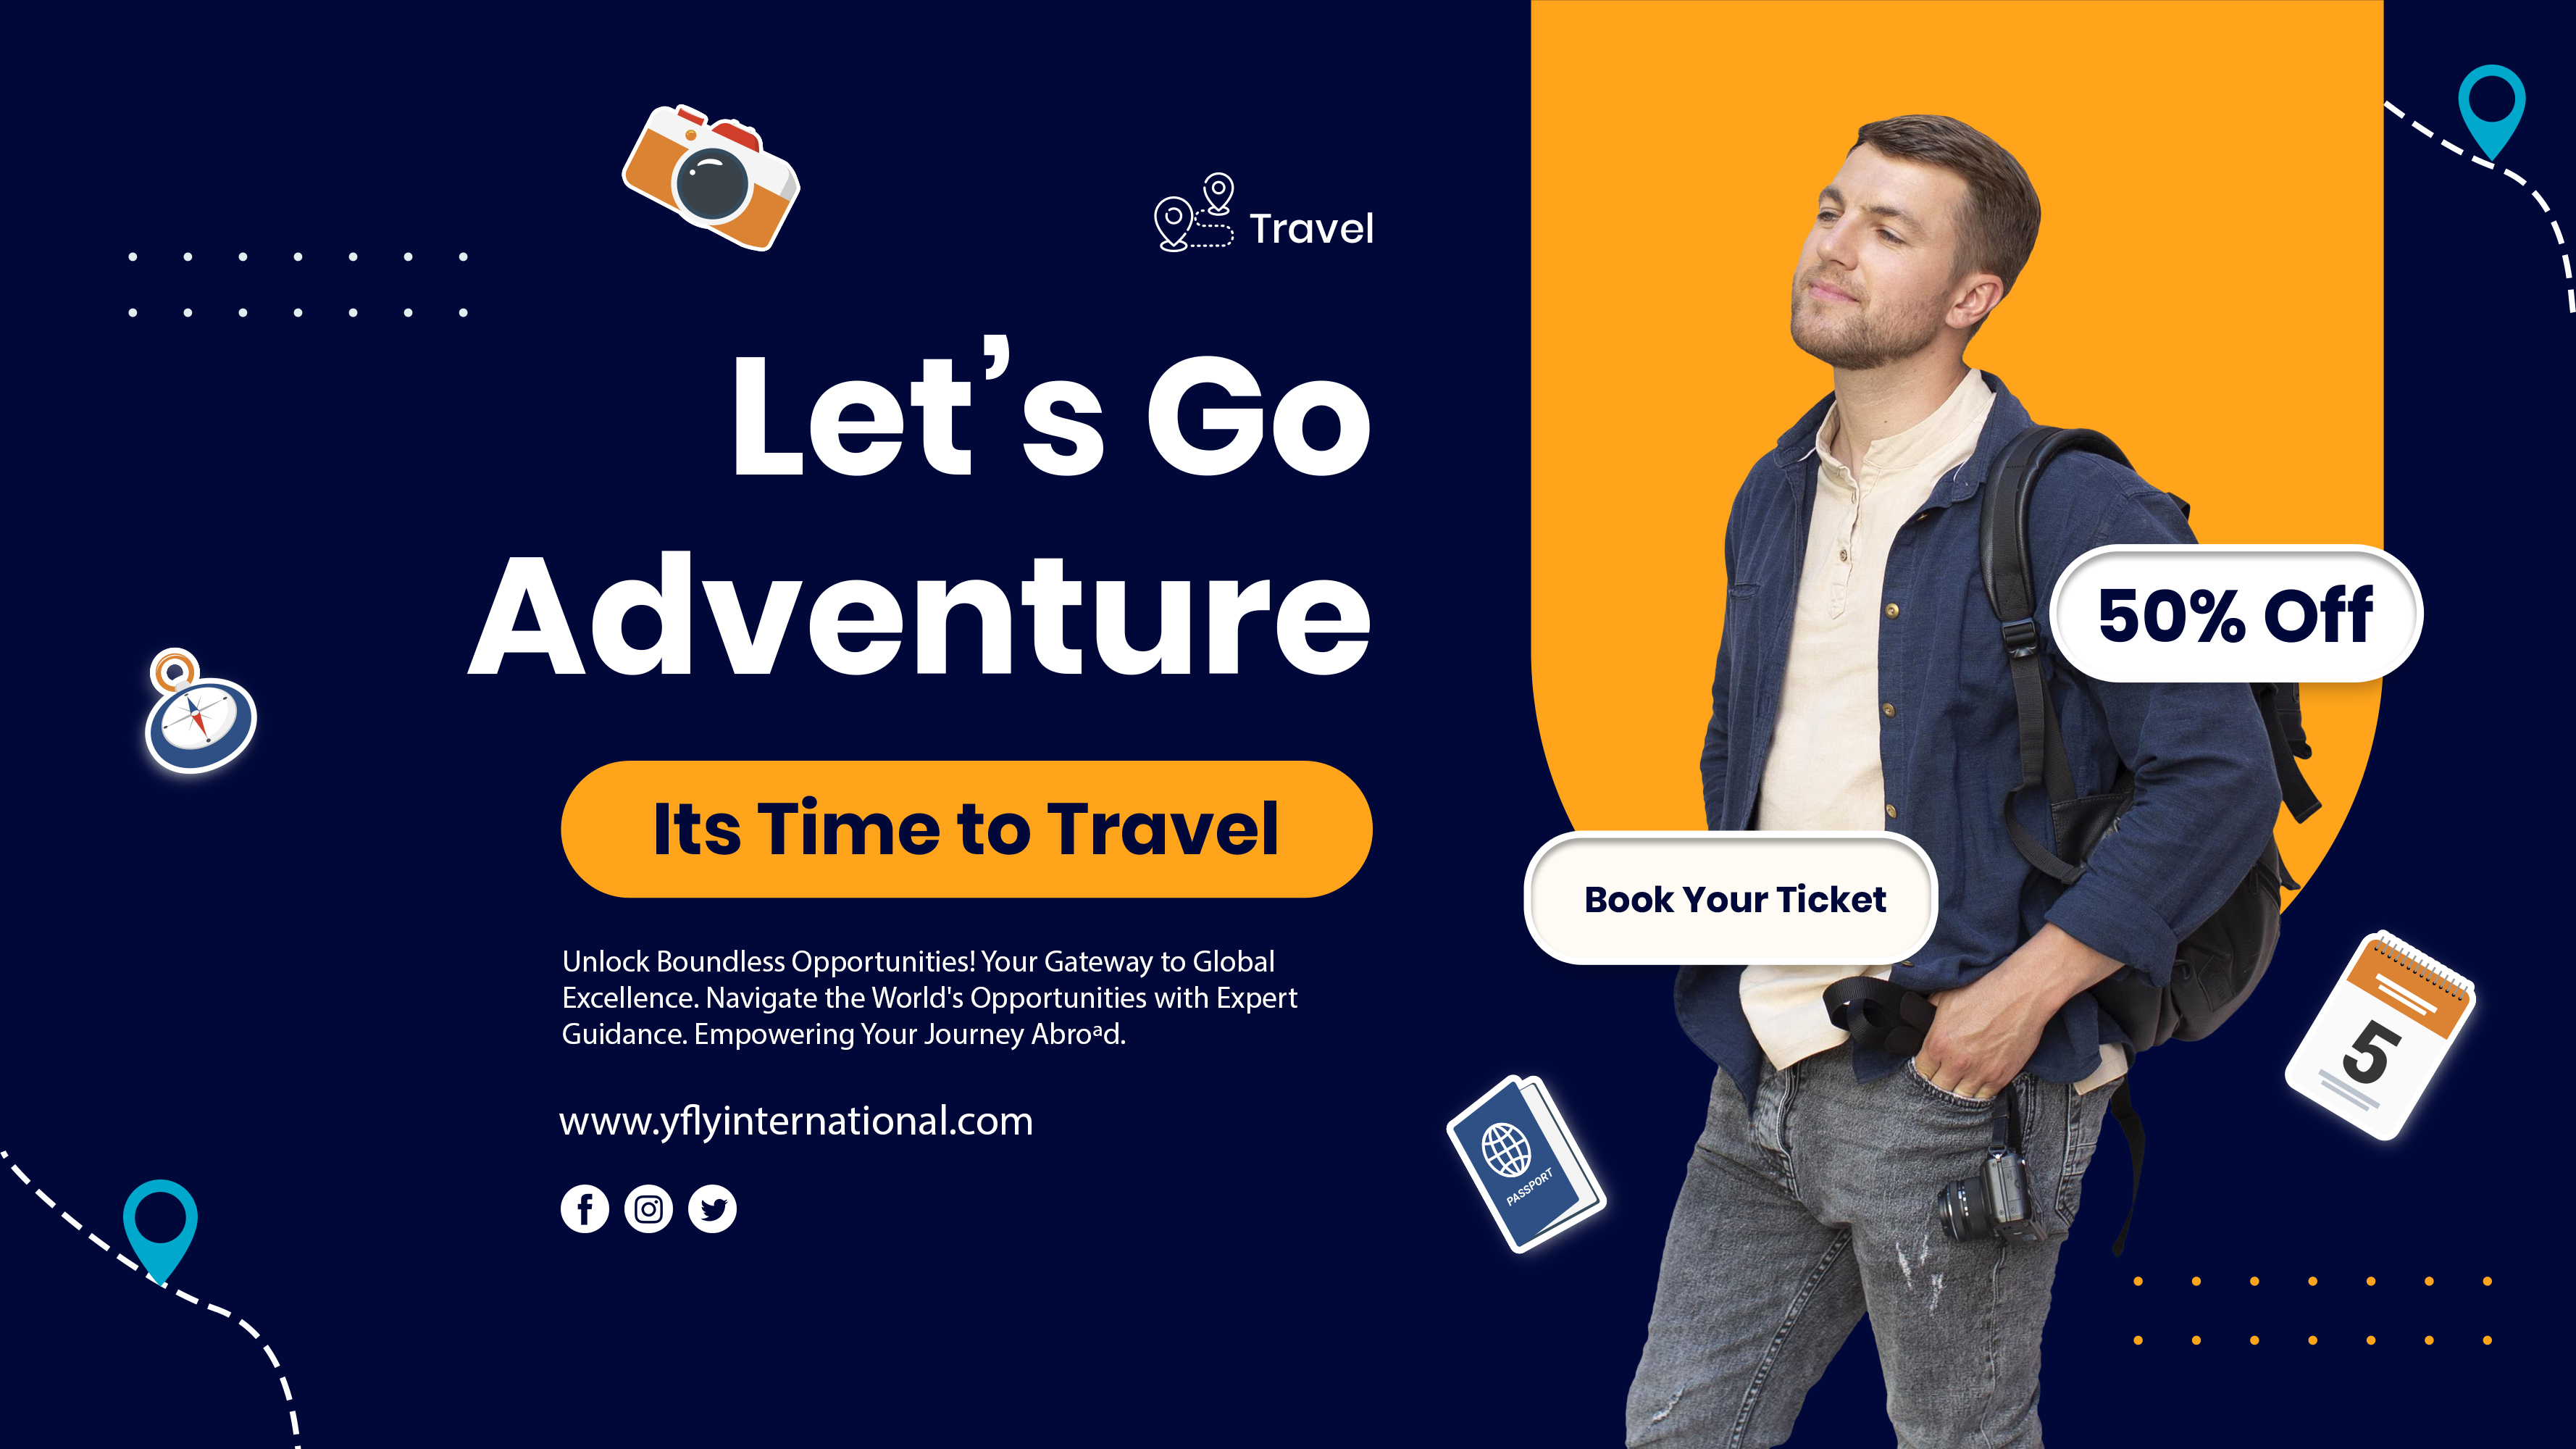 Travel
Let’s Go
Adventure
Its Time to Travel
Unlock Boundless Opportunities! Your Gateway to Global
Excellence. Navigate the World's Opportunities with Expert
Guidance. Empowering Your Journey Abroªd.
www.yflyinternational.com
50% Off
Book Your Ticket
PASSPORT
5